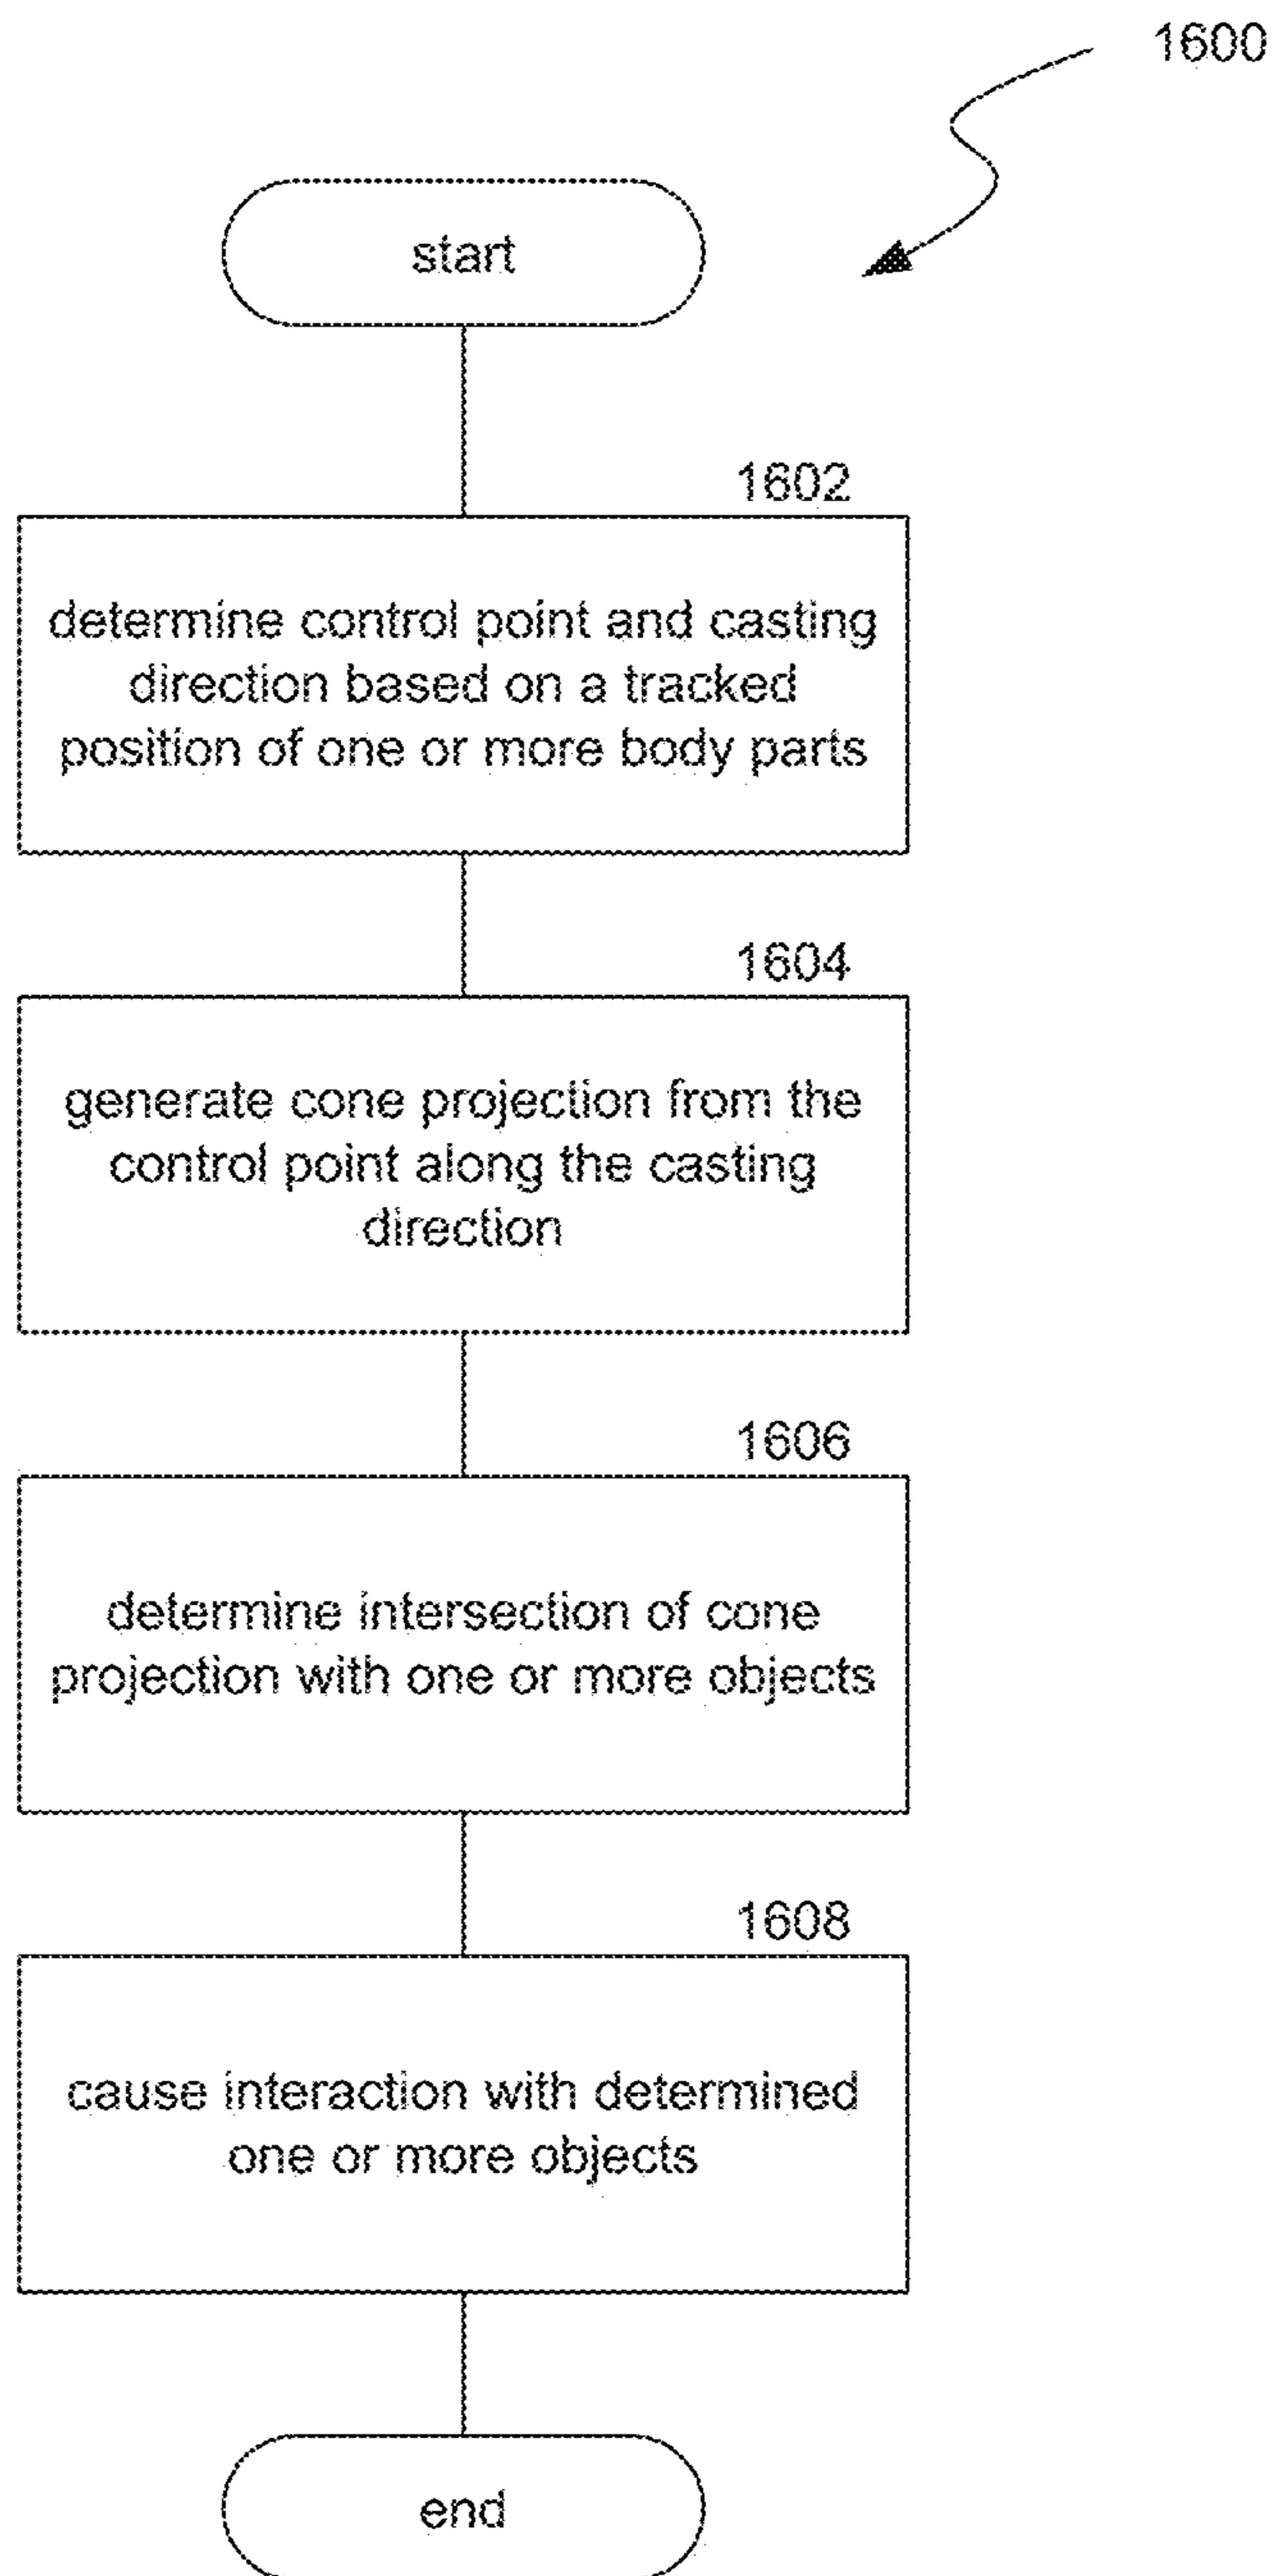 1600
start
1602
determine control point and casting
direction based on a tracked
position of one or more body parts
1604
generate cone projection from the
control point along the casting
direction
1606
determine intersection of cone
projection with one or more objects
1608
cause interaction with determined
one or more objects
end